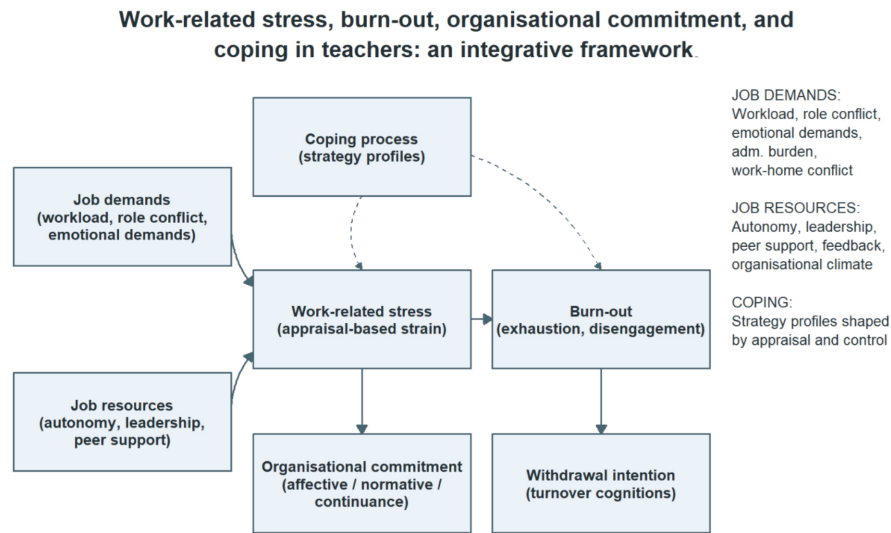 Work-related stress, burn-out, organisational commitment, and
coping in teachers: an integrative framework.
JOB DEMANDS:
Workload, role conflict,
emotional demands,
adm. burden,
work-home conflict
JOB RESOURCES:
Autonomy, leadership,
peer support, feedback,
organisational climate
COPING:
Strategy profiles shaped
by appraisal and control
Coping process
(strategy profiles)
Job demands
(workload, role conflict,
emotional demands)
Work-related stress
(appraisal-based strain)
Burn-out
(exhaustion, disengagement)
Job resources
(autonomy, leadership,
peer support)
Organisational commitment
(affective / normative /
continuance)
Withdrawal intention
(turnover cognitions)